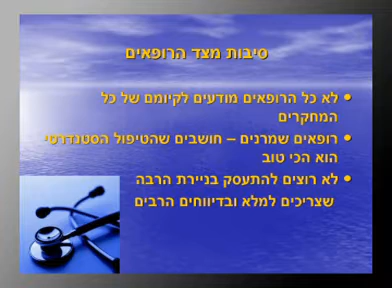 סיבות מצד הרופאים
לא כל הרופאים מודעים לקיומם של כל
המחקרים
רופאים שמרנים – חושבים שהטיפול הסטנדרטי
הוא הכי טוב
לא רוצים להתעסק בניירת הרבה
שצריכים למלא ובדיווחים הרבים